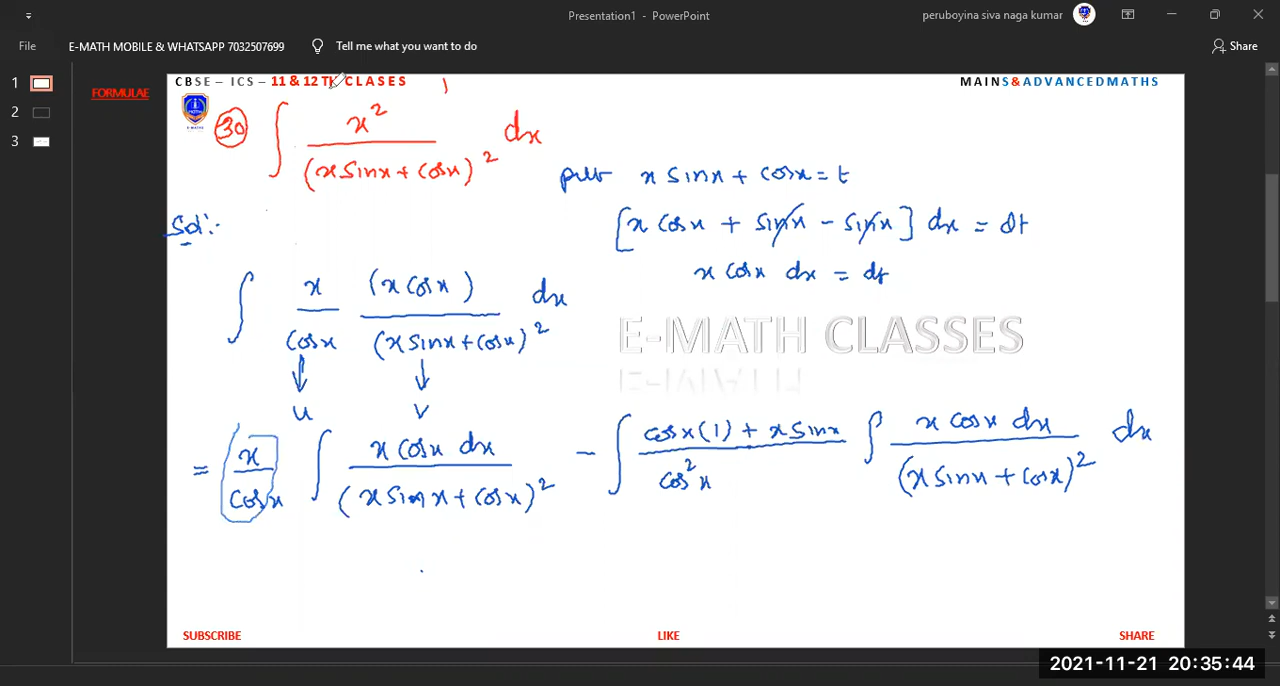 Presentation1 - PowerPoint
peruboyina siva naga kumar
File
E-MATH MOBILE & WHATSAPP 7032507699
Tell me what you want to do
Share
1
2
3
FORMULAE
CBSE – ICS – 11 & 12 TH CLASES
MAINS&ADVANCEDMATHS
30 ∫ x² / (x sinx + cosx)² dx
put x sinx + cosx = t
Sol:-
[x cosx + sinx - sinx] dx = dt
x cosx dx = dt
∫ x/cosx (x cosx)/(x sinx + cosx)² dx
E-MATH CLASSES
u v
= x/cosx ∫ x cosx dx/(x sinx + cosx)² - ∫ (cosx(1) + x sinx)/cos²x ∫ x cosx dx/(x sinx + cosx)² dx
SUBSCRIBE
LIKE
SHARE
2021-11-21 20:35:44